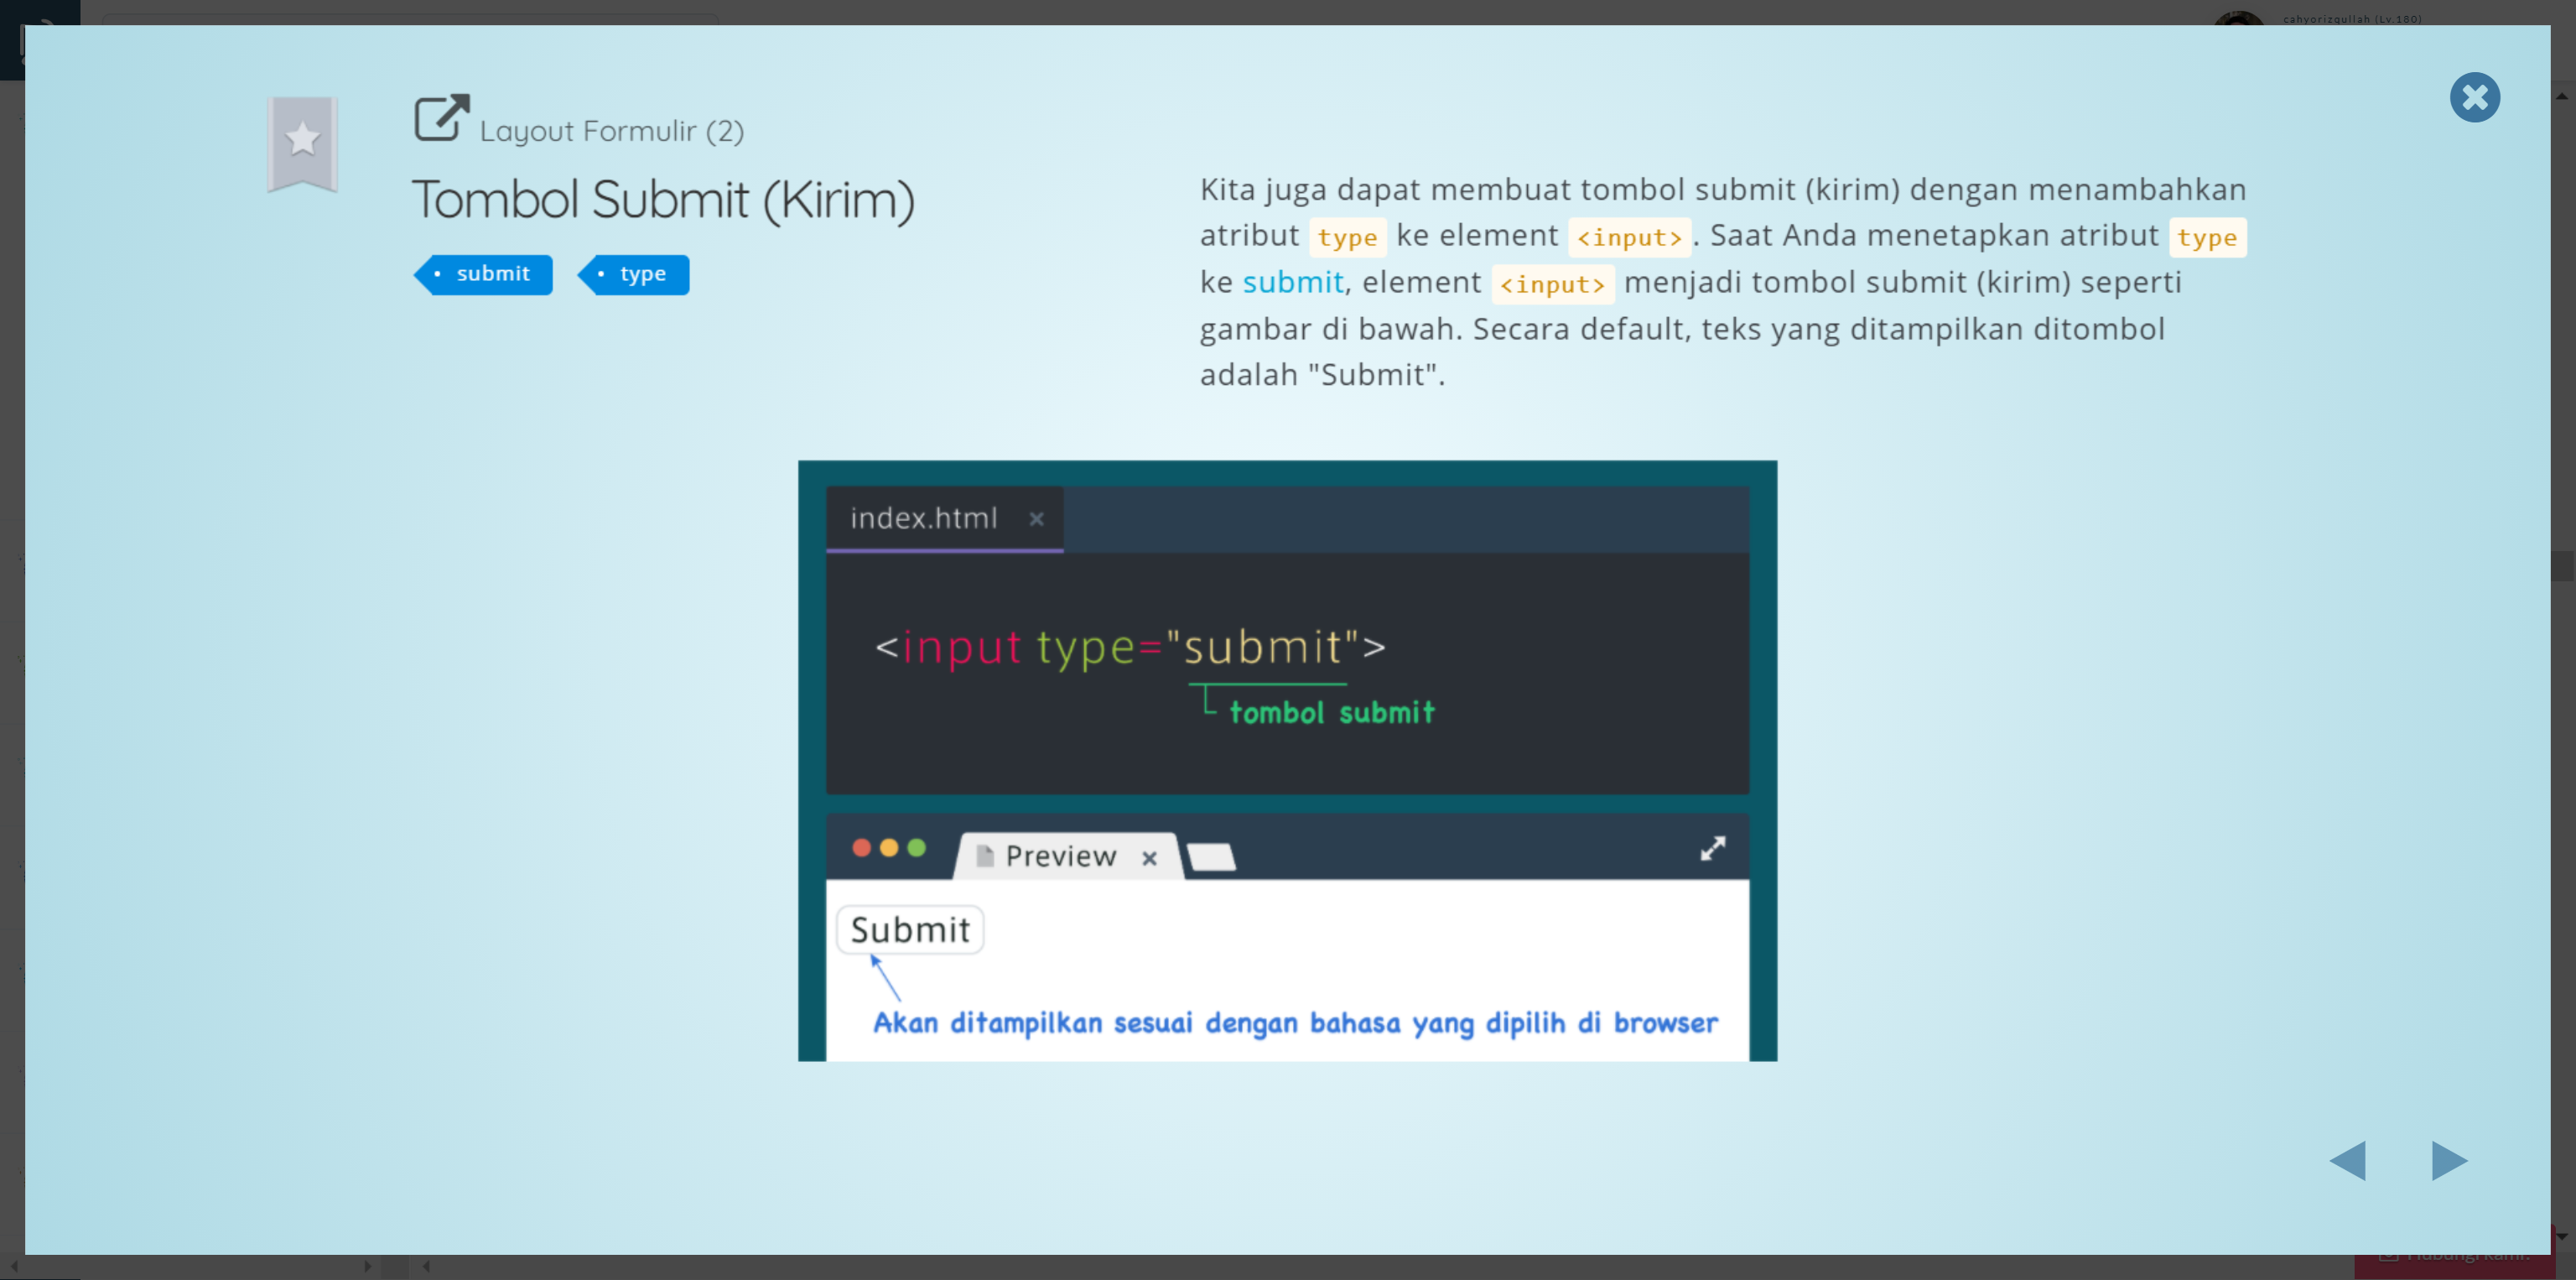 cahyorizqullah (Lv.180)
Layout Formulir (2)
Tombol Submit (Kirim)
• submit • type
Kita juga dapat membuat tombol submit (kirim) dengan menambahkan
atribut type ke element <input>. Saat Anda menetapkan atribut type
ke submit, element <input> menjadi tombol submit (kirim) seperti
gambar di bawah. Secara default, teks yang ditampilkan ditombol
adalah "Submit".
index.html ×
<input type="submit">
tombol submit
Preview ×
Submit
Akan ditampilkan sesuai dengan bahasa yang dipilih di browser
Hubungi kami!